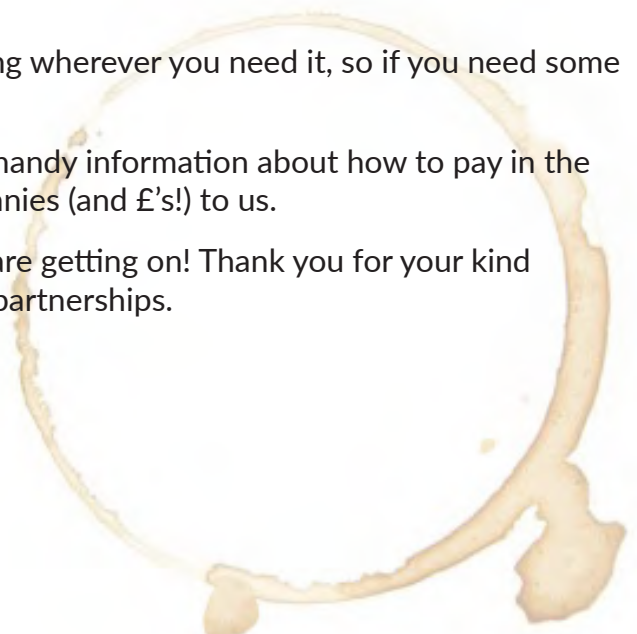 ng wherever you need it, so if you need some
handy information about how to pay in the
nnies (and £’s!) to us.
are getting on! Thank you for your kind
partnerships.